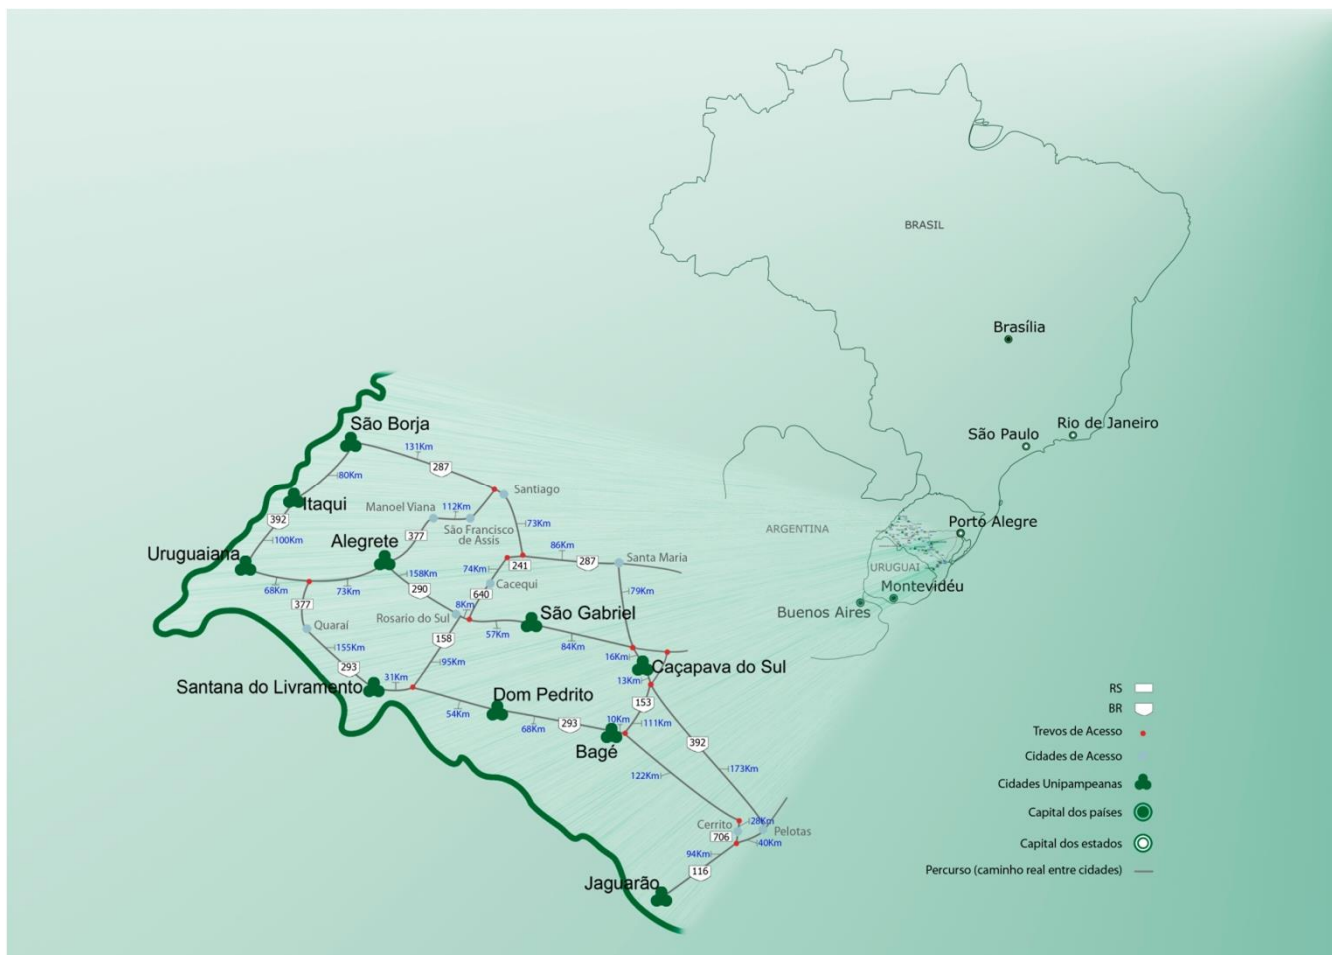 BRASIL
Brasília
São Paulo
Rio de Janeiro
ARGENTINA
Porto Alegre
URUGUAI
Montevidéu
Buenos Aires
São Borja
131Km
287
80Km
Santiago
Itaqui
392
Manoel Viana
112Km
São Francisco
de Assis
73Km
377
100Km
Alegrete
Uruguaiana
86Km
287
Santa Maria
241
74Km
158Km
68Km
73Km
290
Cacequi
640
79Km
377
8Km
Rosario do Sul
São Gabriel
Quaraí
57Km
158
84Km
155Km
16Km
95Km
293
Caçapava do Sul
31Km
13Km
Santana do Livramento
Dom Pedrito
153
54Km
68Km
293
10Km
111Km
Bagé
392
122Km
173Km
Cerrito
28Km
Pelotas
706
40Km
94Km
116
Jaguarão
RS
BR
Trevos de Acesso
Cidades de Acesso
Cidades Unipampeanas
Capital dos países
Capital dos estados
Percurso (caminho real entre cidades)